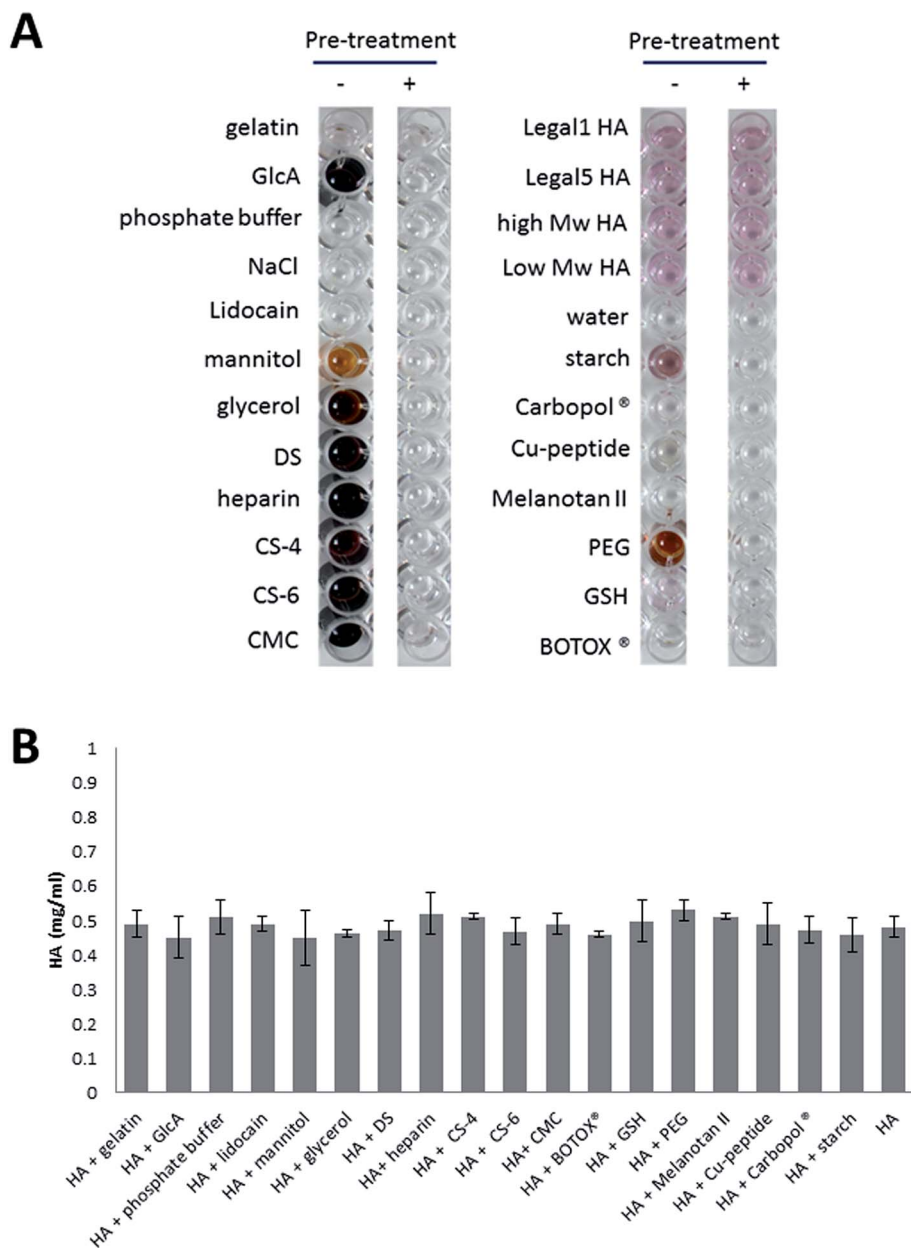 A
Pre-treatment
- +
gelatin
GlcA
phosphate buffer
NaCl
Lidocain
mannitol
glycerol
DS
heparin
CS-4
CS-6
CMC
Pre-treatment
- +
Legal1 HA
Legal5 HA
high Mw HA
Low Mw HA
water
starch
Carbopol ®
Cu-peptide
Melanotan II
PEG
GSH
BOTOX ®
B
HA (mg/ml)
1
0.9
0.8
0.7
0.6
0.5
0.4
0.3
0.2
0.1
0
HA + gelatin
HA + GlcA
HA + phosphate buffer
HA + lidocain
HA + mannitol
HA + glycerol
HA + DS
HA+ heparin
HA + CS-4
HA + CS-6
HA+ CMC
HA + BOTOX®
HA + GSH
HA + PEG
HA + Melanotan II
HA + Cu-peptide
HA + Carbopol ®
HA + starch
HA